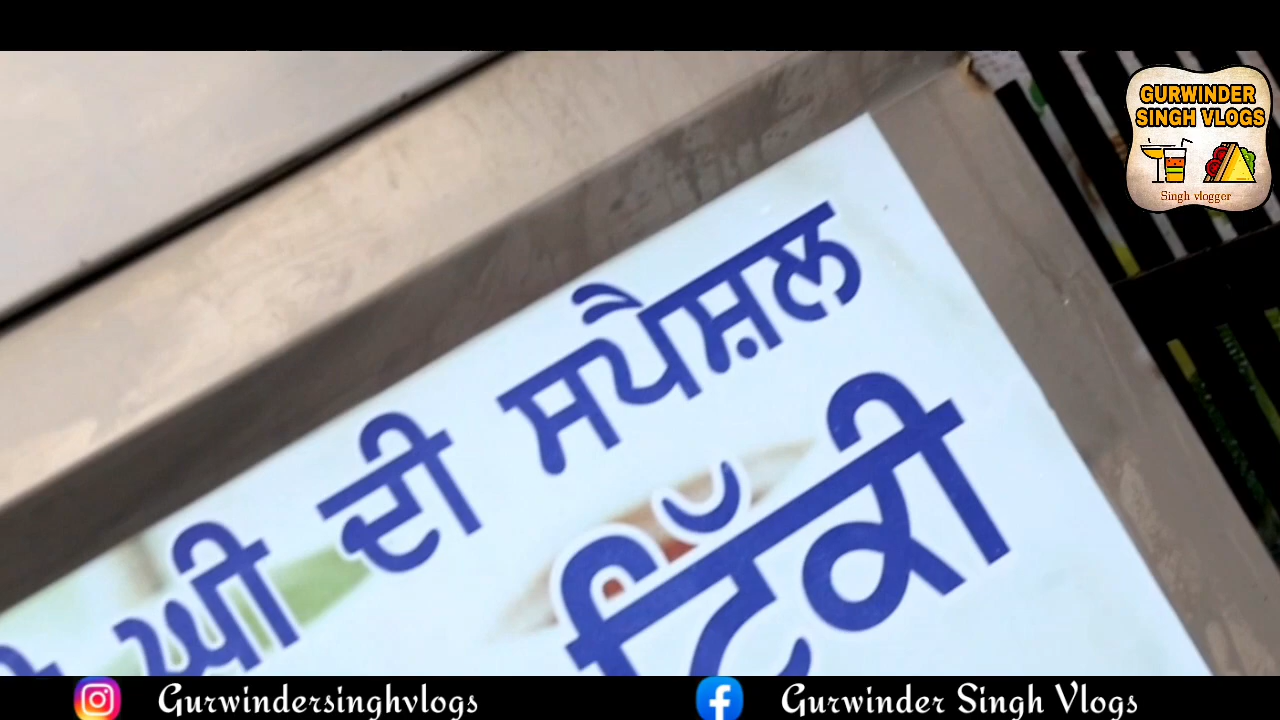 GURWINDER
SINGH VLOGS
Singh vlogger
ਘੀ ਦੀ ਸਪੈਸ਼ਲ
ਟਿੱਕੀ
Gurwindersinghvlogs
Gurwinder Singh Vlogs